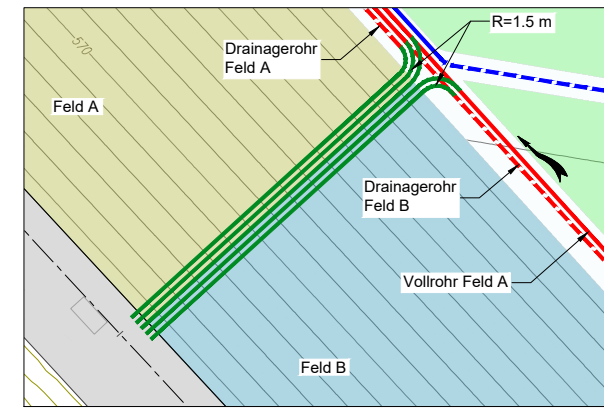 R=1.5 m
Drainagerohr
Feld A
570
Feld A
Drainagerohr
Feld B
Vollrohr Feld A
Feld B